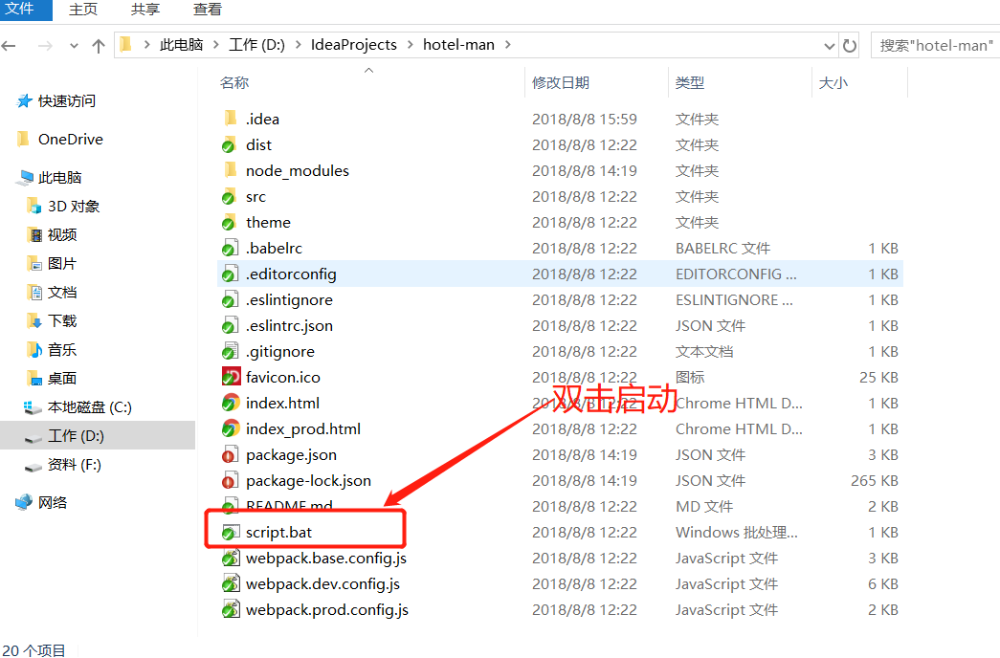 文件 主页 共享 查看
此电脑 工作 (D:) IdeaProjects hotel-man 搜索"hotel-man"
名称 修改日期 类型 大小
快速访问
OneDrive
此电脑
3D 对象
视频
图片
文档
下载
音乐
桌面
本地磁盘 (C:)
工作 (D:)
资料 (F:)
网络
.idea 2018/8/8 15:59 文件夹
dist 2018/8/8 12:22 文件夹
node_modules 2018/8/8 14:19 文件夹
src 2018/8/8 12:22 文件夹
theme 2018/8/8 12:22 文件夹
.babelrc 2018/8/8 12:22 BABELRC 文件 1 KB
.editorconfig 2018/8/8 12:22 EDITORCONFIG ... 1 KB
.eslintignore 2018/8/8 12:22 ESLINTIGNORE ... 1 KB
.eslintrc.json 2018/8/8 12:22 JSON 文件 1 KB
.gitignore 2018/8/8 12:22 文本文档 1 KB
favicon.ico 2018/8/8 12:22 图标 25 KB
双击启动
index.html 2018/8/8 12:22 Chrome HTML D... 1 KB
index_prod.html 2018/8/8 12:22 Chrome HTML D... 1 KB
package.json 2018/8/8 14:19 JSON 文件 3 KB
package-lock.json 2018/8/8 14:19 JSON 文件 265 KB
README.md 2018/8/8 12:22 MD 文件 2 KB
script.bat 2018/8/8 12:22 Windows 批处理... 1 KB
webpack.base.config.js 2018/8/8 12:22 JavaScript 文件 3 KB
webpack.dev.config.js 2018/8/8 12:22 JavaScript 文件 6 KB
webpack.prod.config.js 2018/8/8 12:22 JavaScript 文件 2 KB
20 个项目